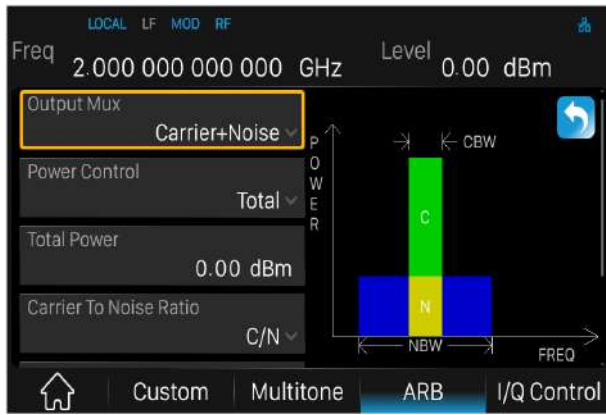 LOCAL LF MOD RF
Freq 2.000 000 000 000 GHz Level 0.00 dBm
Output Mux
Carrier+Noise
Power Control
Total
Total Power
0.00 dBm
Carrier To Noise Ratio
C/N
POWER
CBW
C
N
NBW
FREQ
Custom Multitone ARB I/Q Control